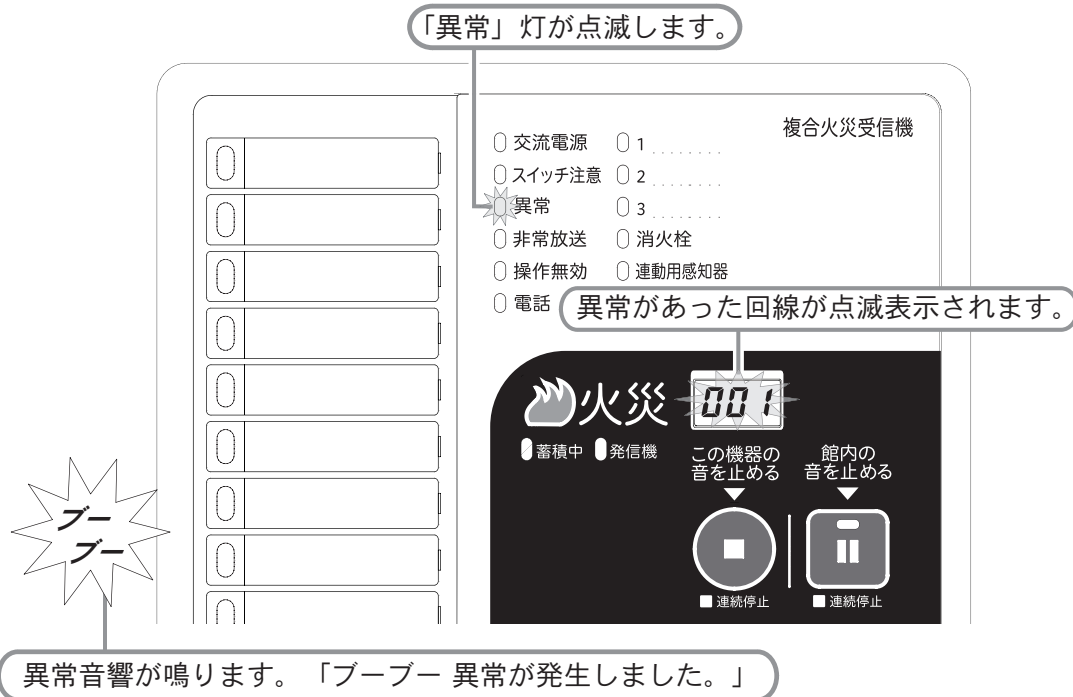 「異常」灯が点滅します。
複合火災受信機
交流電源 1
スイッチ注意 2
異常 3
非常放送 消火栓
操作無効 連動用感知器
電話
異常があった回線が点滅表示されます。
火災 001
蓄積中 発信機
この機器の
音を止める
館内の
音を止める
連続停止 連続停止
ブー
ブー
異常音響が鳴ります。「ブーブー 異常が発生しました。」